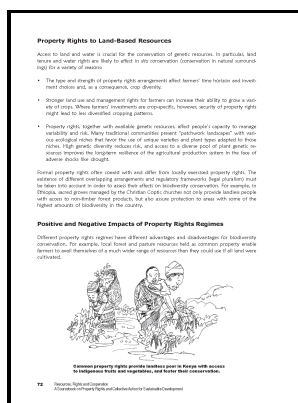 Property Rights to Land-Based Resources
Access to land and water is crucial for the conservation of genetic resources. In particular, land
tenure and water rights are likely to affect in situ conservation (conservation in natural surround-
ings) for a variety of reasons:
• The type and strength of property rights arrangements affect farmers' time horizon and invest-
ment choices and, as a consequence, crop diversity.
• Stronger land use and management rights for farmers can increase their ability to grow a vari-
ety of crops. Where farmers' investments are crop-specific, however, security of property rights
might lead to less diversified cropping patterns.
• Property rights, together with available genetic resources, affect people's capacity to manage
variability and risk. Many traditional communities present "patchwork landscapes" with vari-
ous ecological niches that favor the use of unique varieties and plant types adapted to those
niches. High genetic diversity reduces risk, and access to a diverse pool of plant genetic re-
sources improves the long-term resilience of the agricultural production system in the face of
adverse shocks like drought.
Formal property rights often coexist with and differ from locally exercised property rights. The
existence of different overlapping arrangements and regulatory frameworks (legal pluralism) must
be taken into account in order to assess their effects on biodiversity conservation. For example, in
Ethiopia, sacred groves managed by the Christian Coptic churches not only provide landless people
with access to non-timber forest products, but also assure protection to areas with some of the
highest amounts of biodiversity in the country.
Positive and Negative Impacts of Property Rights Regimes
Different property rights regimes have different advantages and disadvantages for biodiversity
conservation. For example, local forest and pasture resources held as common property enable
farmers to avail themselves of a much wider range of resources than they could use if all land were
cultivated.
Common property rights provide landless poor in Kenya with access
to indigenous fruits and vegetables, and foster their conservation.
72 Resources, Rights and Cooperation:
A Sourcebook on Property Rights and Collective Action for Sustainable Development